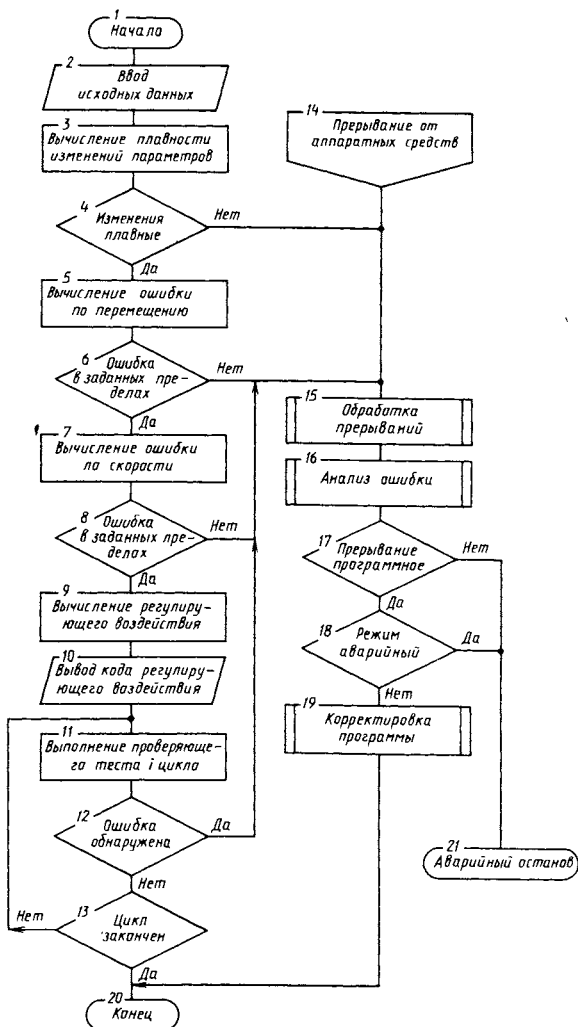 1
Начало
2
Ввод
исходных данных
3
Вычисление плавности
изменений параметров
4
Изменения
плавные
Нет
Да
5
Вычисление ошибки
по перемещению
6
Ошибка
в заданных пре-
делах
Нет
Да
7
Вычисление ошибки
по скорости
8
Ошибка
в заданных пре-
делах
Нет
Да
9
Вычисление регулиру-
ющего воздействия
10
Вывод кода регулиру-
ющего воздействия
11
Выполнение проверяюще-
го теста i цикла
12
Ошибка
обнаружена
Да
Нет
13
Цикл
закончен
Нет
Да
20
Конец
14
Прерывание от
аппаратных средств
15
Обработка
прерываний
16
Анализ ошибки
17
Прерывание
программное
Нет
Да
18
Режим
аварийный
Да
Нет
19
Корректировка
программы
21
Аварийный останов